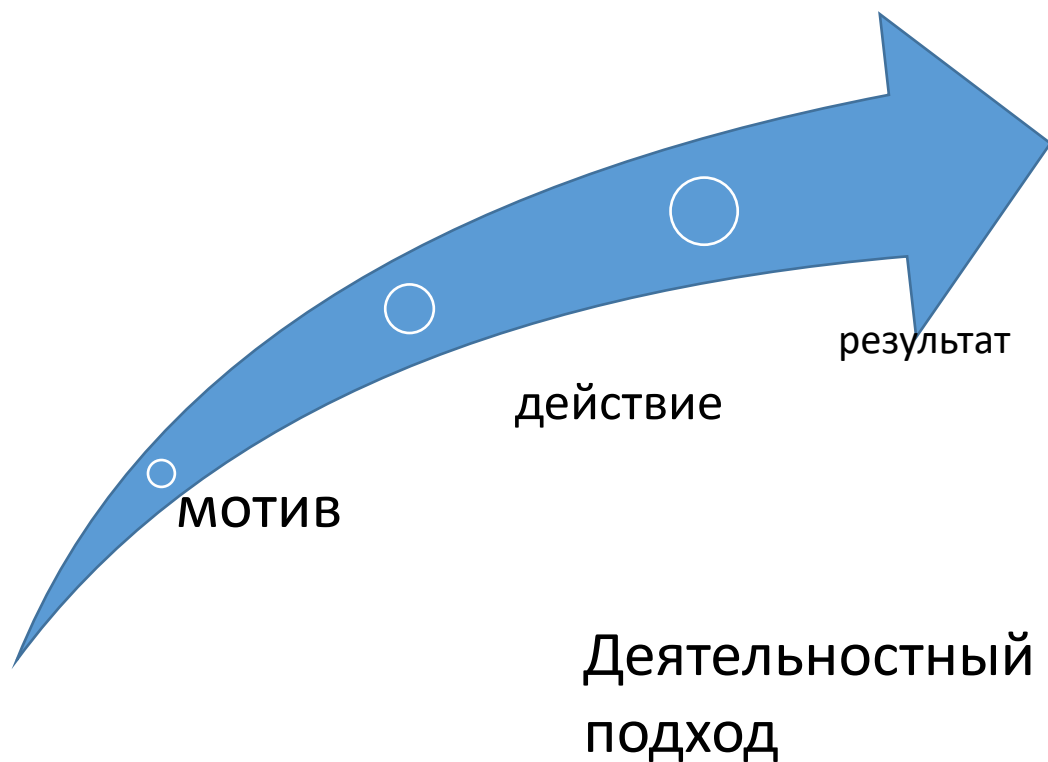 результат
действие
мотив
Деятельностный
подход